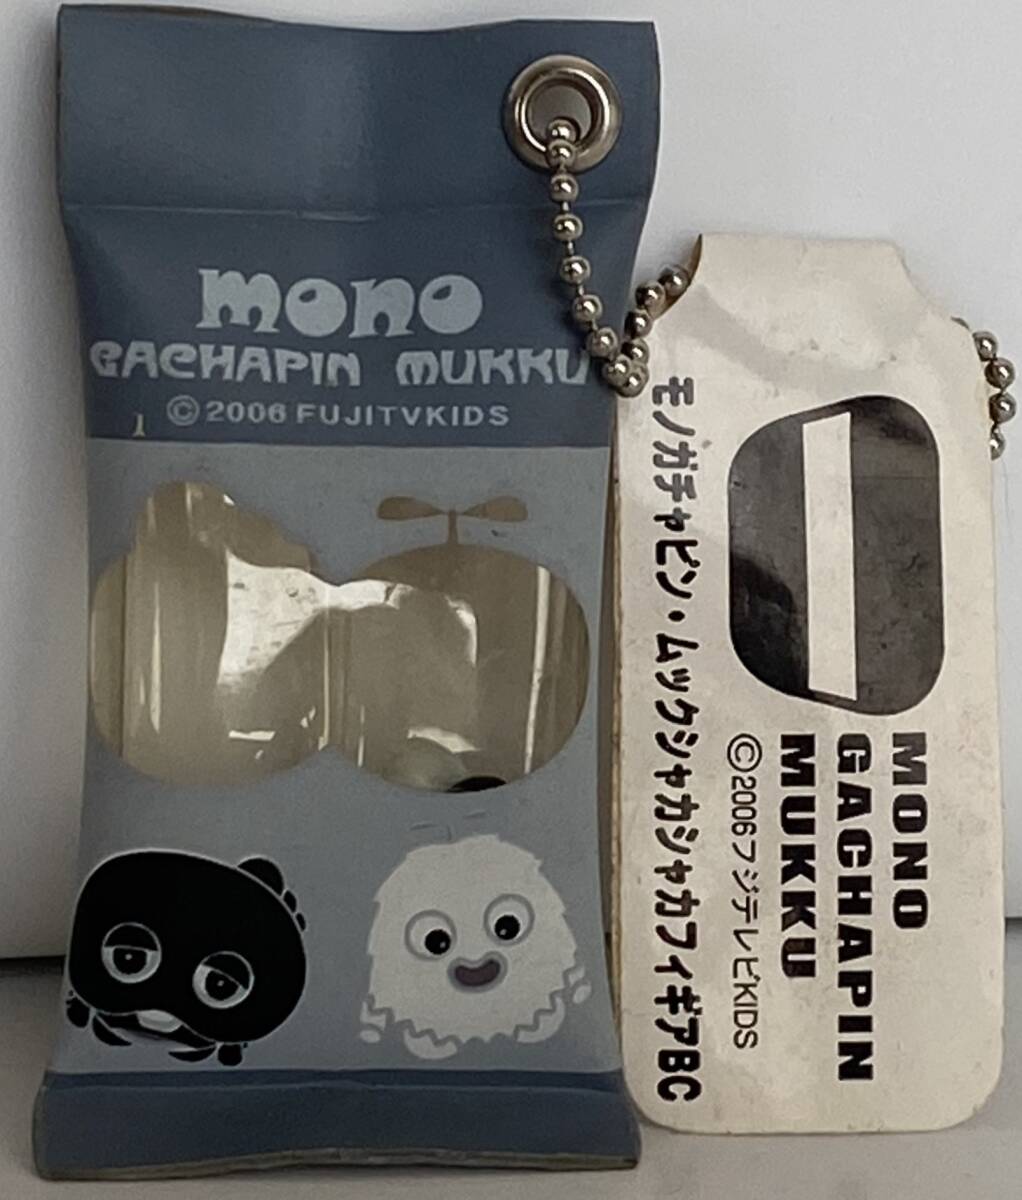 mono
GACHAPIN MUKKU
©2006 FUJITVKIDS
モノガチャピン・ムックシャカシャカフィギアBC
MONO
GACHAPIN
MUKKU
©2006フジテレビKIDS